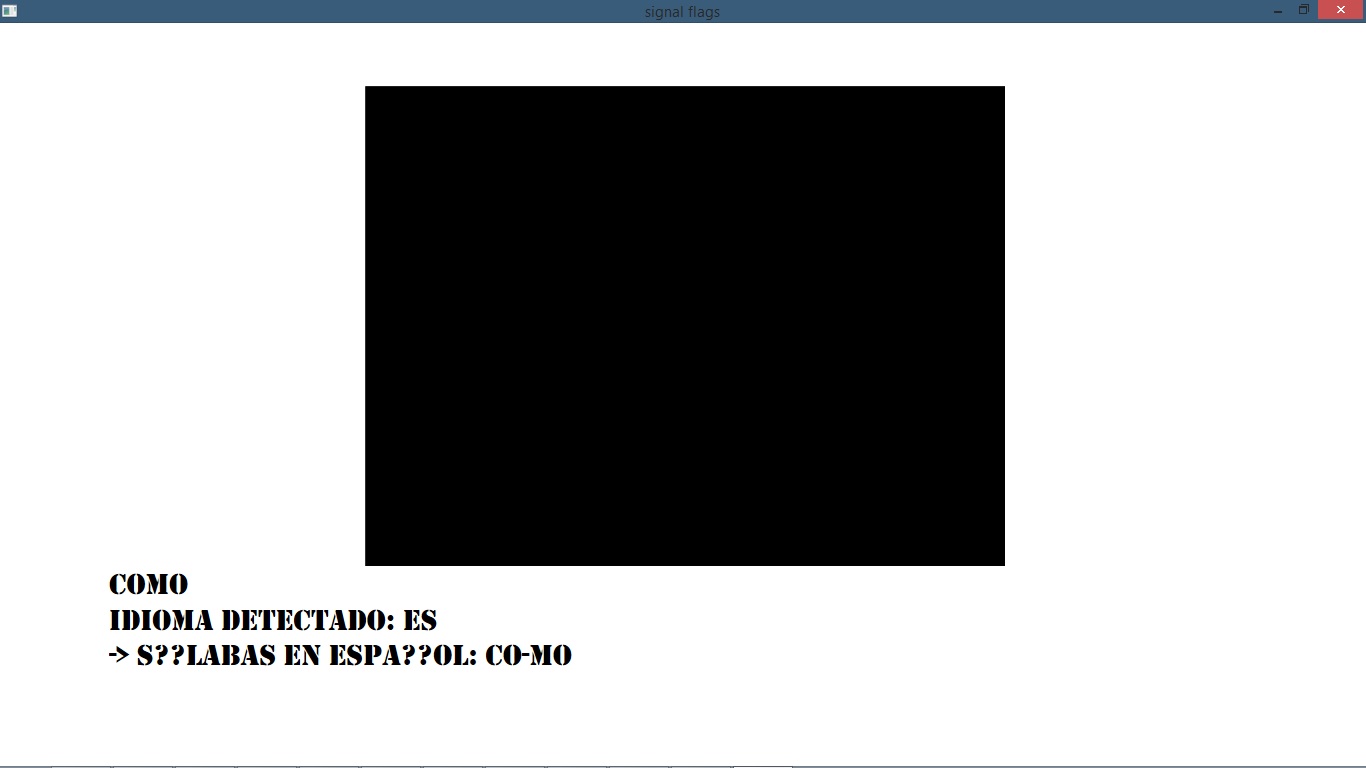 signal flags
COMO
IDIOMA DETECTADO: ES
-> S??LABAS EN ESPA??OL: CO-MO